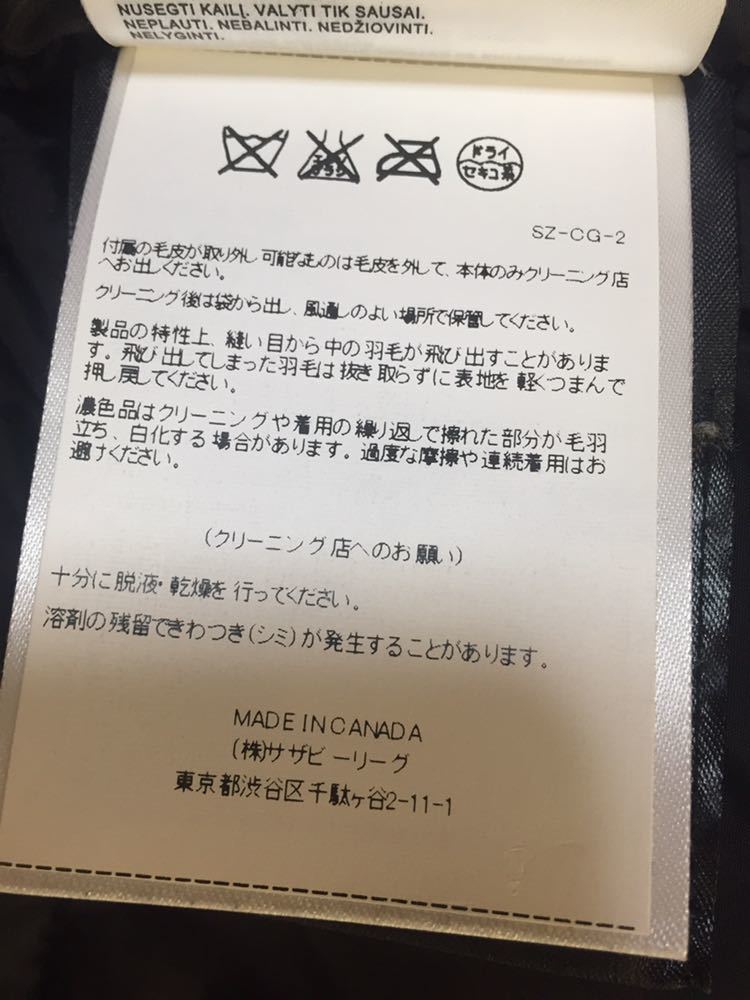 NUSEGTI KAILĮ. VALYTI TIK SAUSAI.
NEPLAUTI. NEBALINTI. NEDŽIOVINTI.
NELYGINTI.
エンソ
サラシ
ドライ
セキユ系
SZ-CG-2
付属の毛皮が取り外し可能なものは毛皮を外して、本体のみクリーニング店
へお出しください。
クリーニング後は袋から出し、風通しのよい場所で保管してください。
製品の特性上、縫い目から中の羽毛が飛び出すことがありま
す。飛び出してしまった羽毛は抜き取らずに表地を軽くつまんで
押し戻してください。
濃色品はクリーニングや着用の繰り返しで擦れた部分が毛羽
立ち、白化する場合があります。過度な摩擦や連続着用はお
避けください。
(クリーニング店へのお願い)
十分に脱液・乾燥を行ってください。
溶剤の残留できわつき(シミ)が発生することがあります。
MADE IN CANADA
(株)サザビーリーグ
東京都渋谷区千駄ヶ谷2-11-1